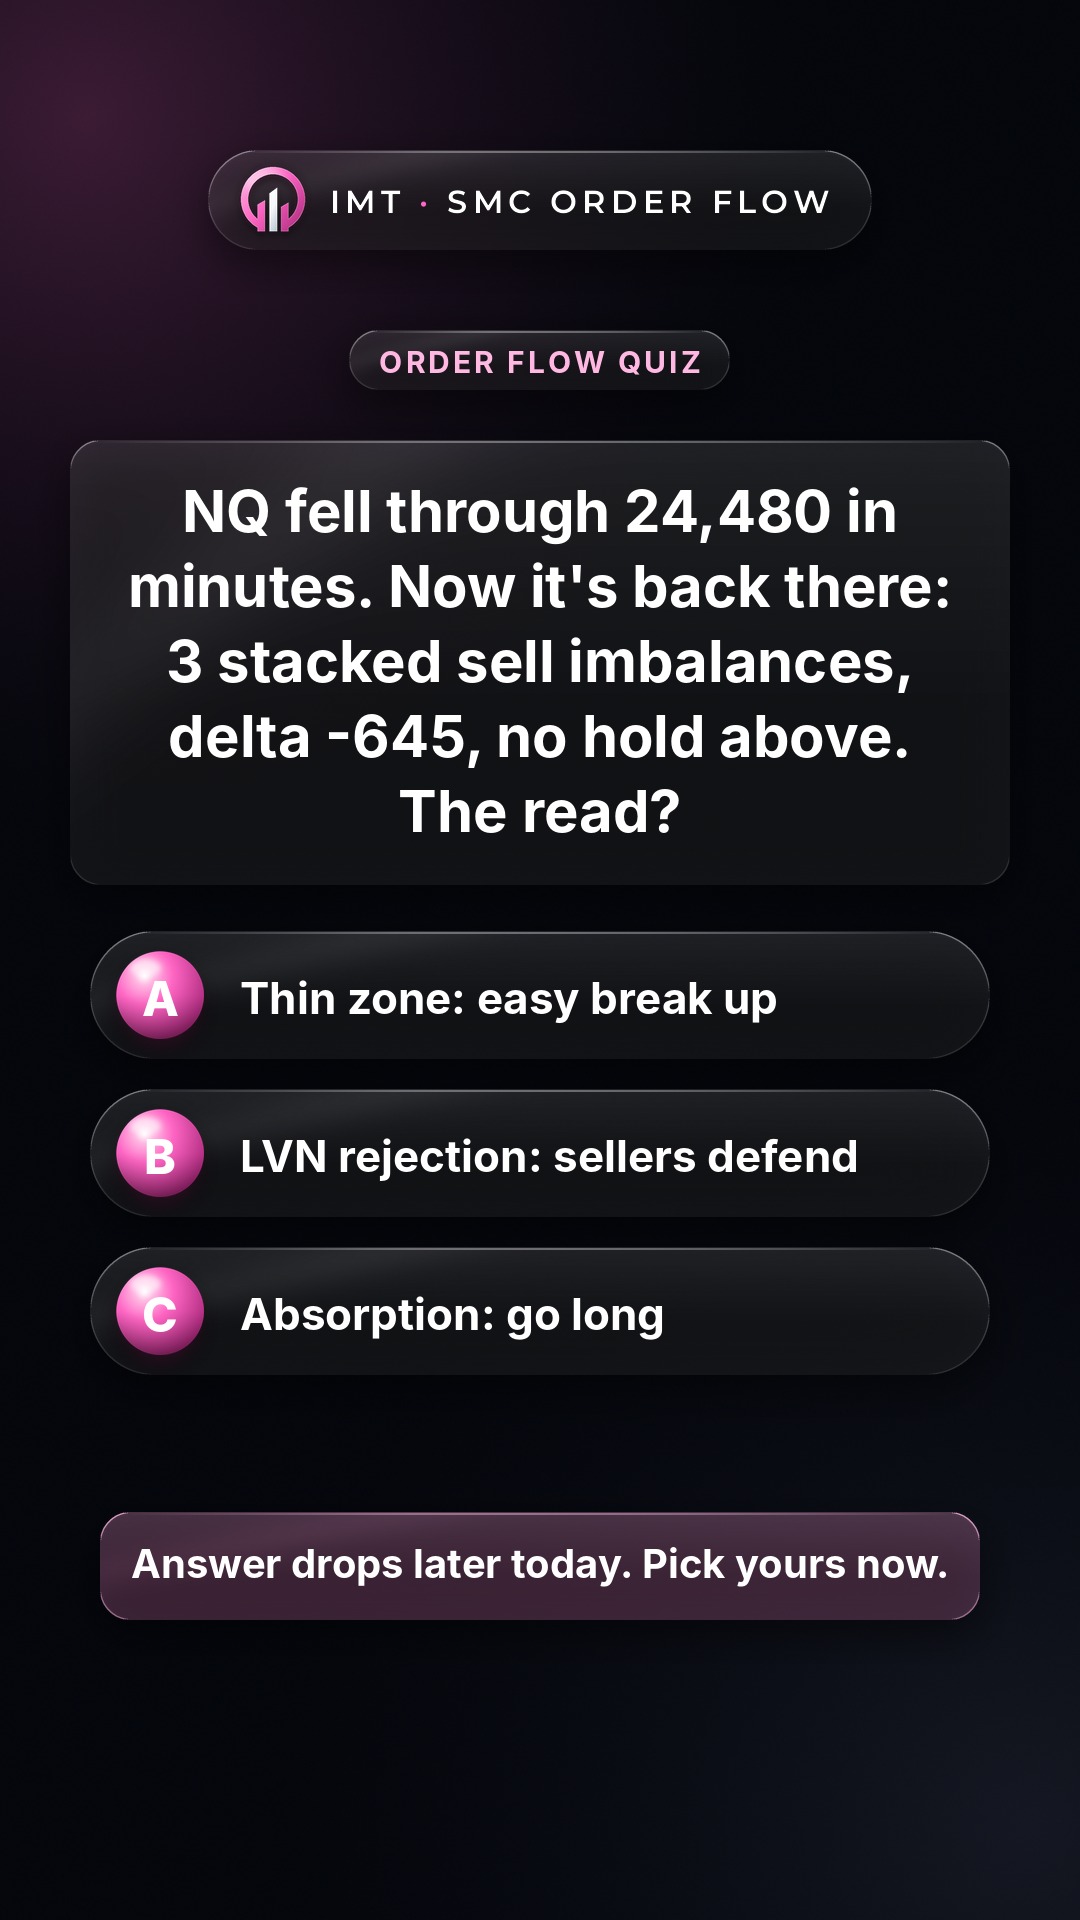 IMT · SMC ORDER FLOW
ORDER FLOW QUIZ
NQ fell through 24,480 in
minutes. Now it's back there:
3 stacked sell imbalances,
delta -645, no hold above.
The read?
A Thin zone: easy break up
B LVN rejection: sellers defend
C Absorption: go long
Answer drops later today. Pick yours now.